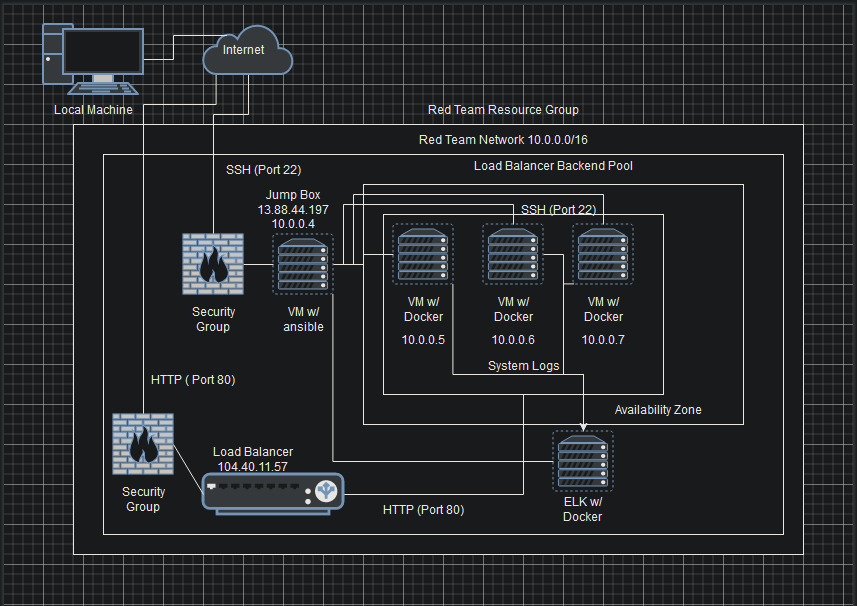 Internet
Local Machine
Red Team Resource Group
Red Team Network 10.0.0.0/16
Load Balancer Backend Pool
SSH (Port 22)
Jump Box
13.88.44.197
10.0.0.4
SSH (Port 22)
Security
Group
VM w/
ansible
VM w/
Docker
10.0.0.5
VM w/
Docker
10.0.0.6
VM w/
Docker
10.0.0.7
System Logs
HTTP ( Port 80)
Availability Zone
Load Balancer
104.40.11.57
Security
Group
HTTP (Port 80)
ELK w/
Docker